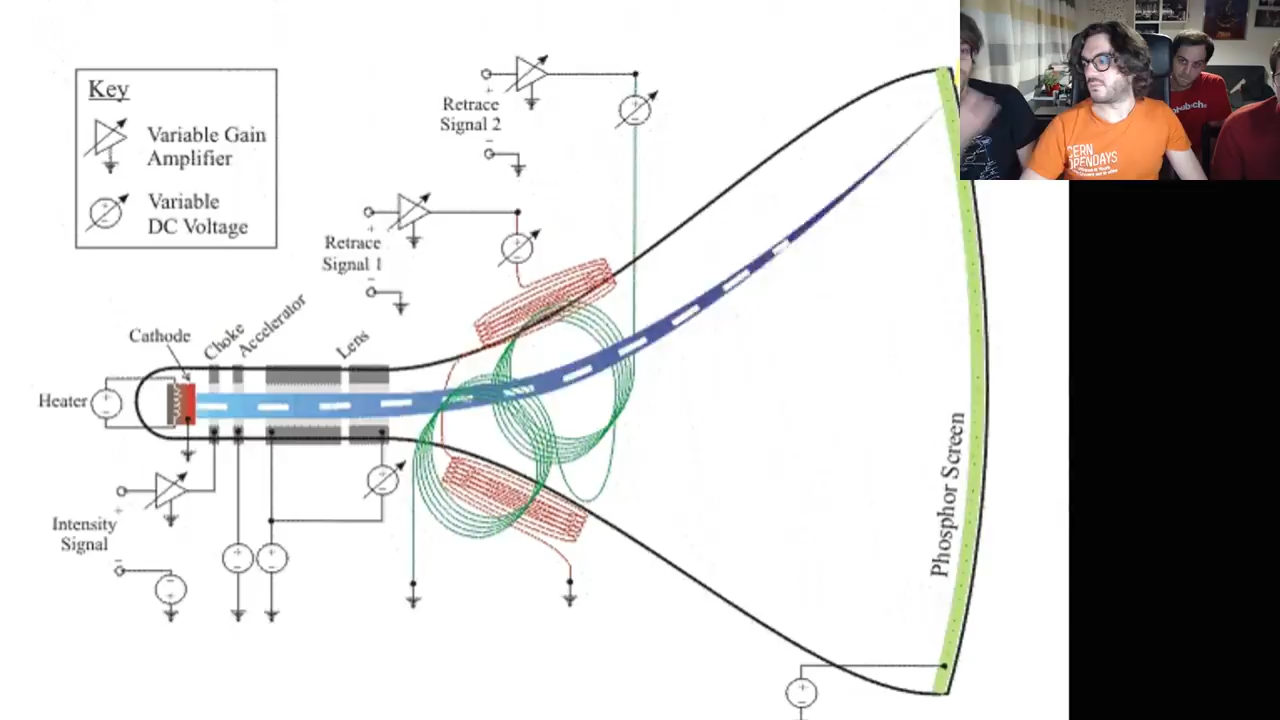 Key
Variable Gain
Amplifier
Variable
DC Voltage
Retrace
Signal 2
Retrace
Signal 1
Cathode
Choke
Accelerator
Lens
Heater
Intensity
Signal
Phosphor Screen
CERN
OPENDAYS